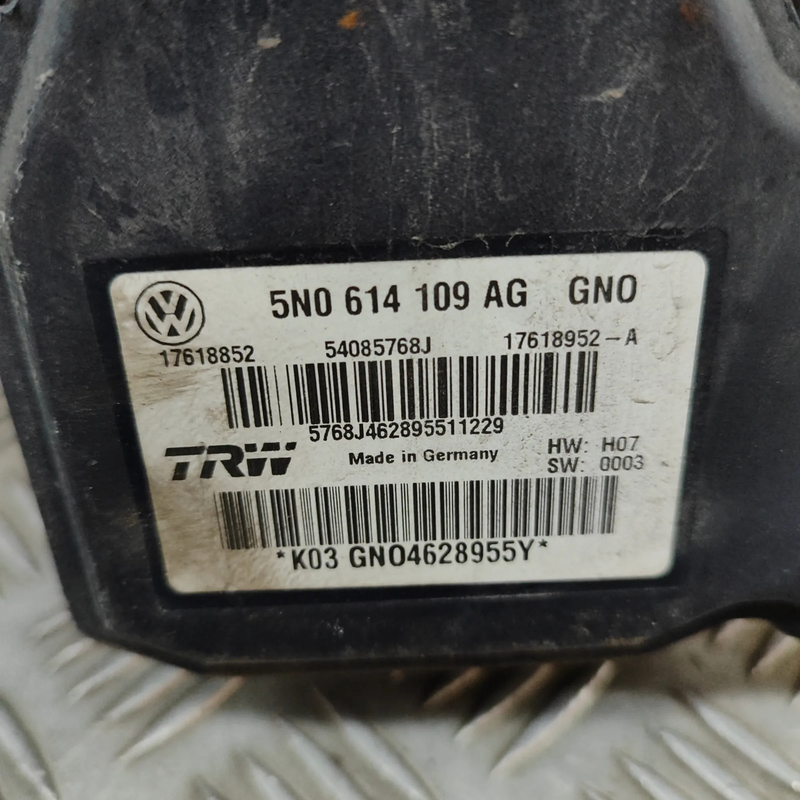 5N0 614 109 AG GNO
17618852 54085768J 17618952-A
5768J462895511229
TRW Made in Germany HW: H07
SW: 0003
*K03 GNO4628955Y*